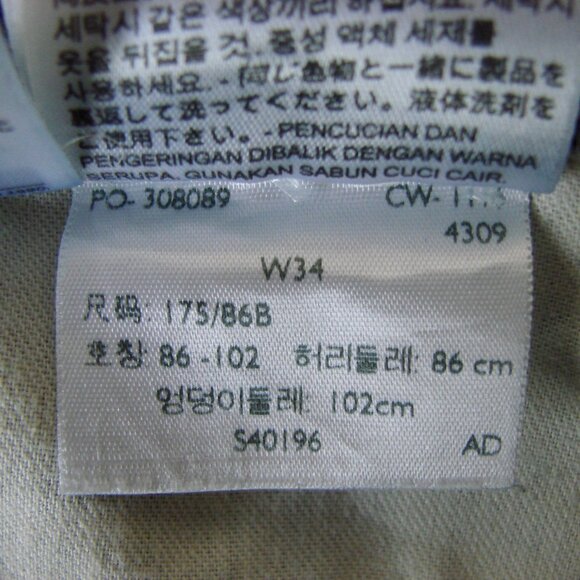 세탁시 같은 색상끼리 하십시요. 세탁시
옷을 뒤집을 것. 중성 액체 세제를
사용하세요. - 同じ色物と一緒に製品を
裏返して洗ってください。液体洗剤を
ご使用下さい。- PENCUCIAN DAN
PENGERINGAN DIBALIK DENGAN WARNA
SERUPA. GUNAKAN SABUN CUCI CAIR.
PO- 308089 CW-
4309
W34
尺码: 175/86B
호칭: 86 -102 허리둘레: 86 cm
엉덩이둘레: 102cm
S40196 AD